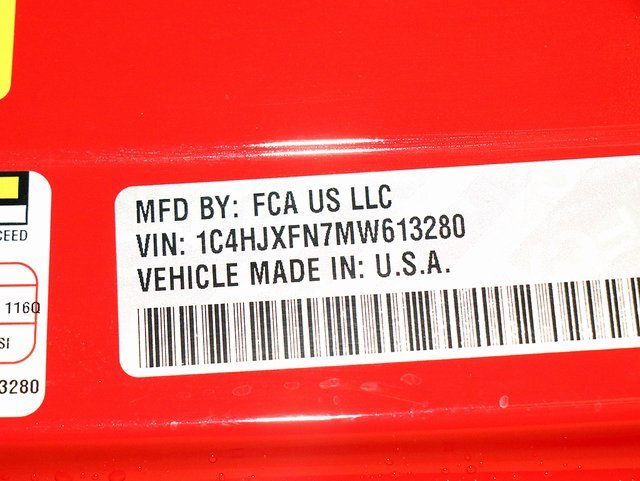 MFD BY: FCA US LLC
VIN: 1C4HJXFN7MW613280
VEHICLE MADE IN: U.S.A.
CEED
116Q
SI
3280